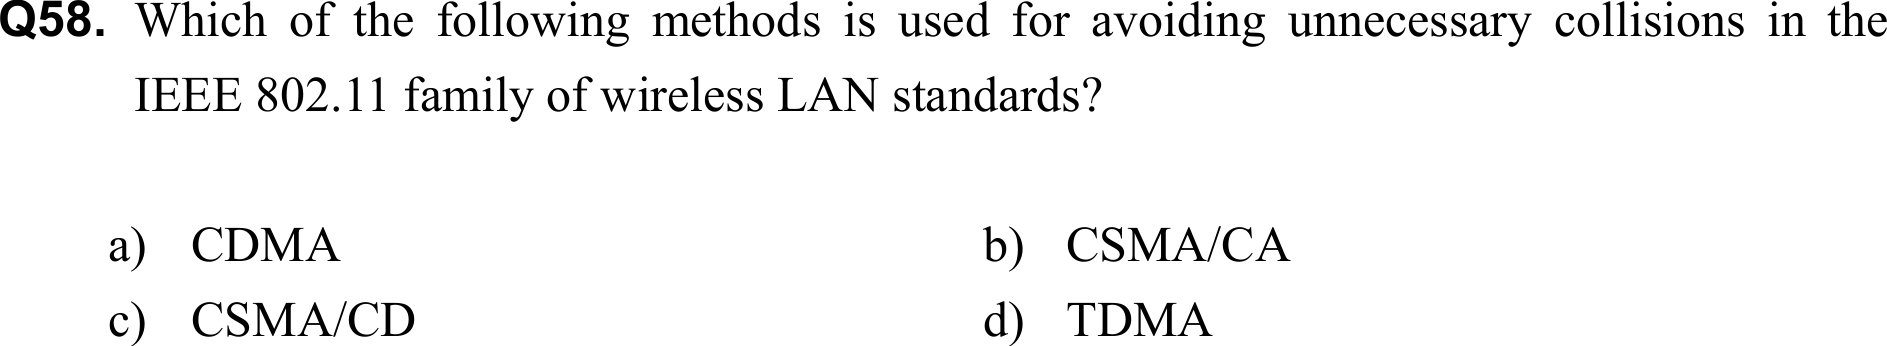 Q58. Which of the following methods is used for avoiding unnecessary collisions in the
IEEE 802.11 family of wireless LAN standards?
a) CDMA b) CSMA/CA
c) CSMA/CD d) TDMA